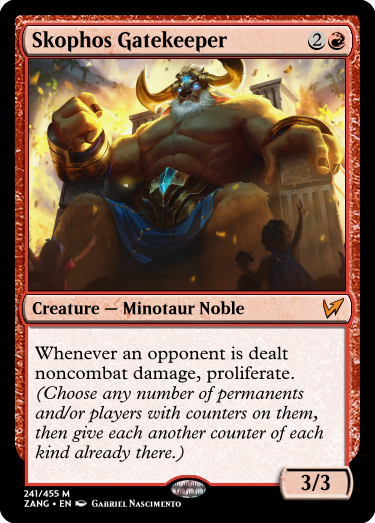 Skophos Gatekeeper 2
Creature — Minotaur Noble
Whenever an opponent is dealt
noncombat damage, proliferate.
(Choose any number of permanents
and/or players with counters on them,
then give each another counter of each
kind already there.)
3/3
241/455 M
ZANG • EN Gabriel Nascimento